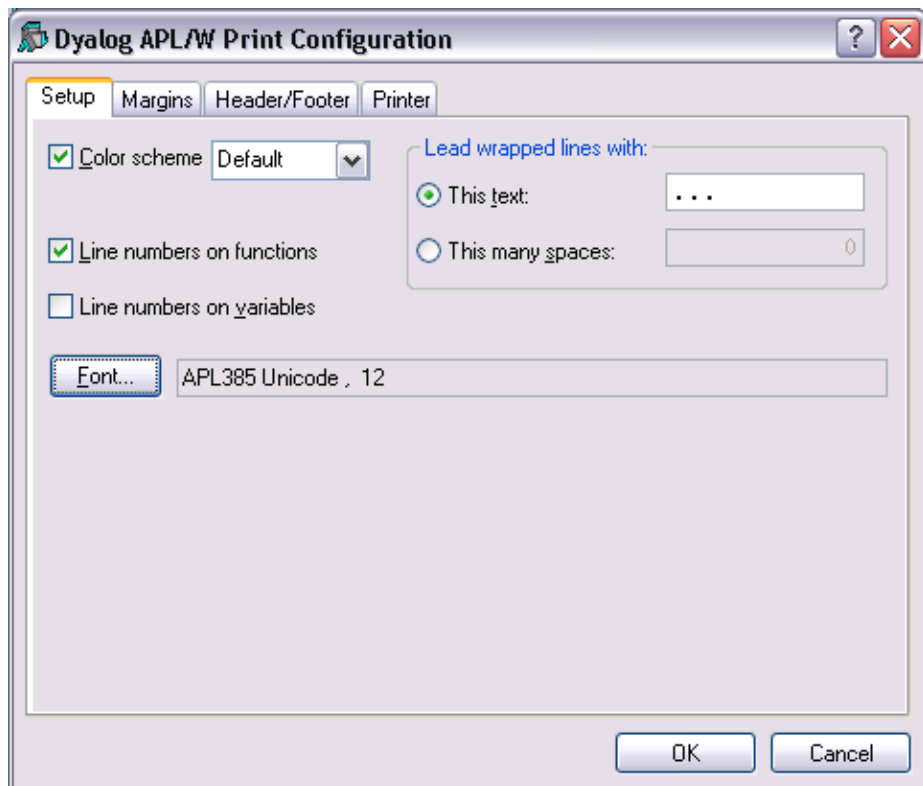 Dyalog APL/W Print Configuration
?
Setup Margins Header/Footer Printer
Color scheme Default
Lead wrapped lines with:
This text: ...
Line numbers on functions
This many spaces: 0
Line numbers on variables
Font... APL385 Unicode , 12
OK Cancel